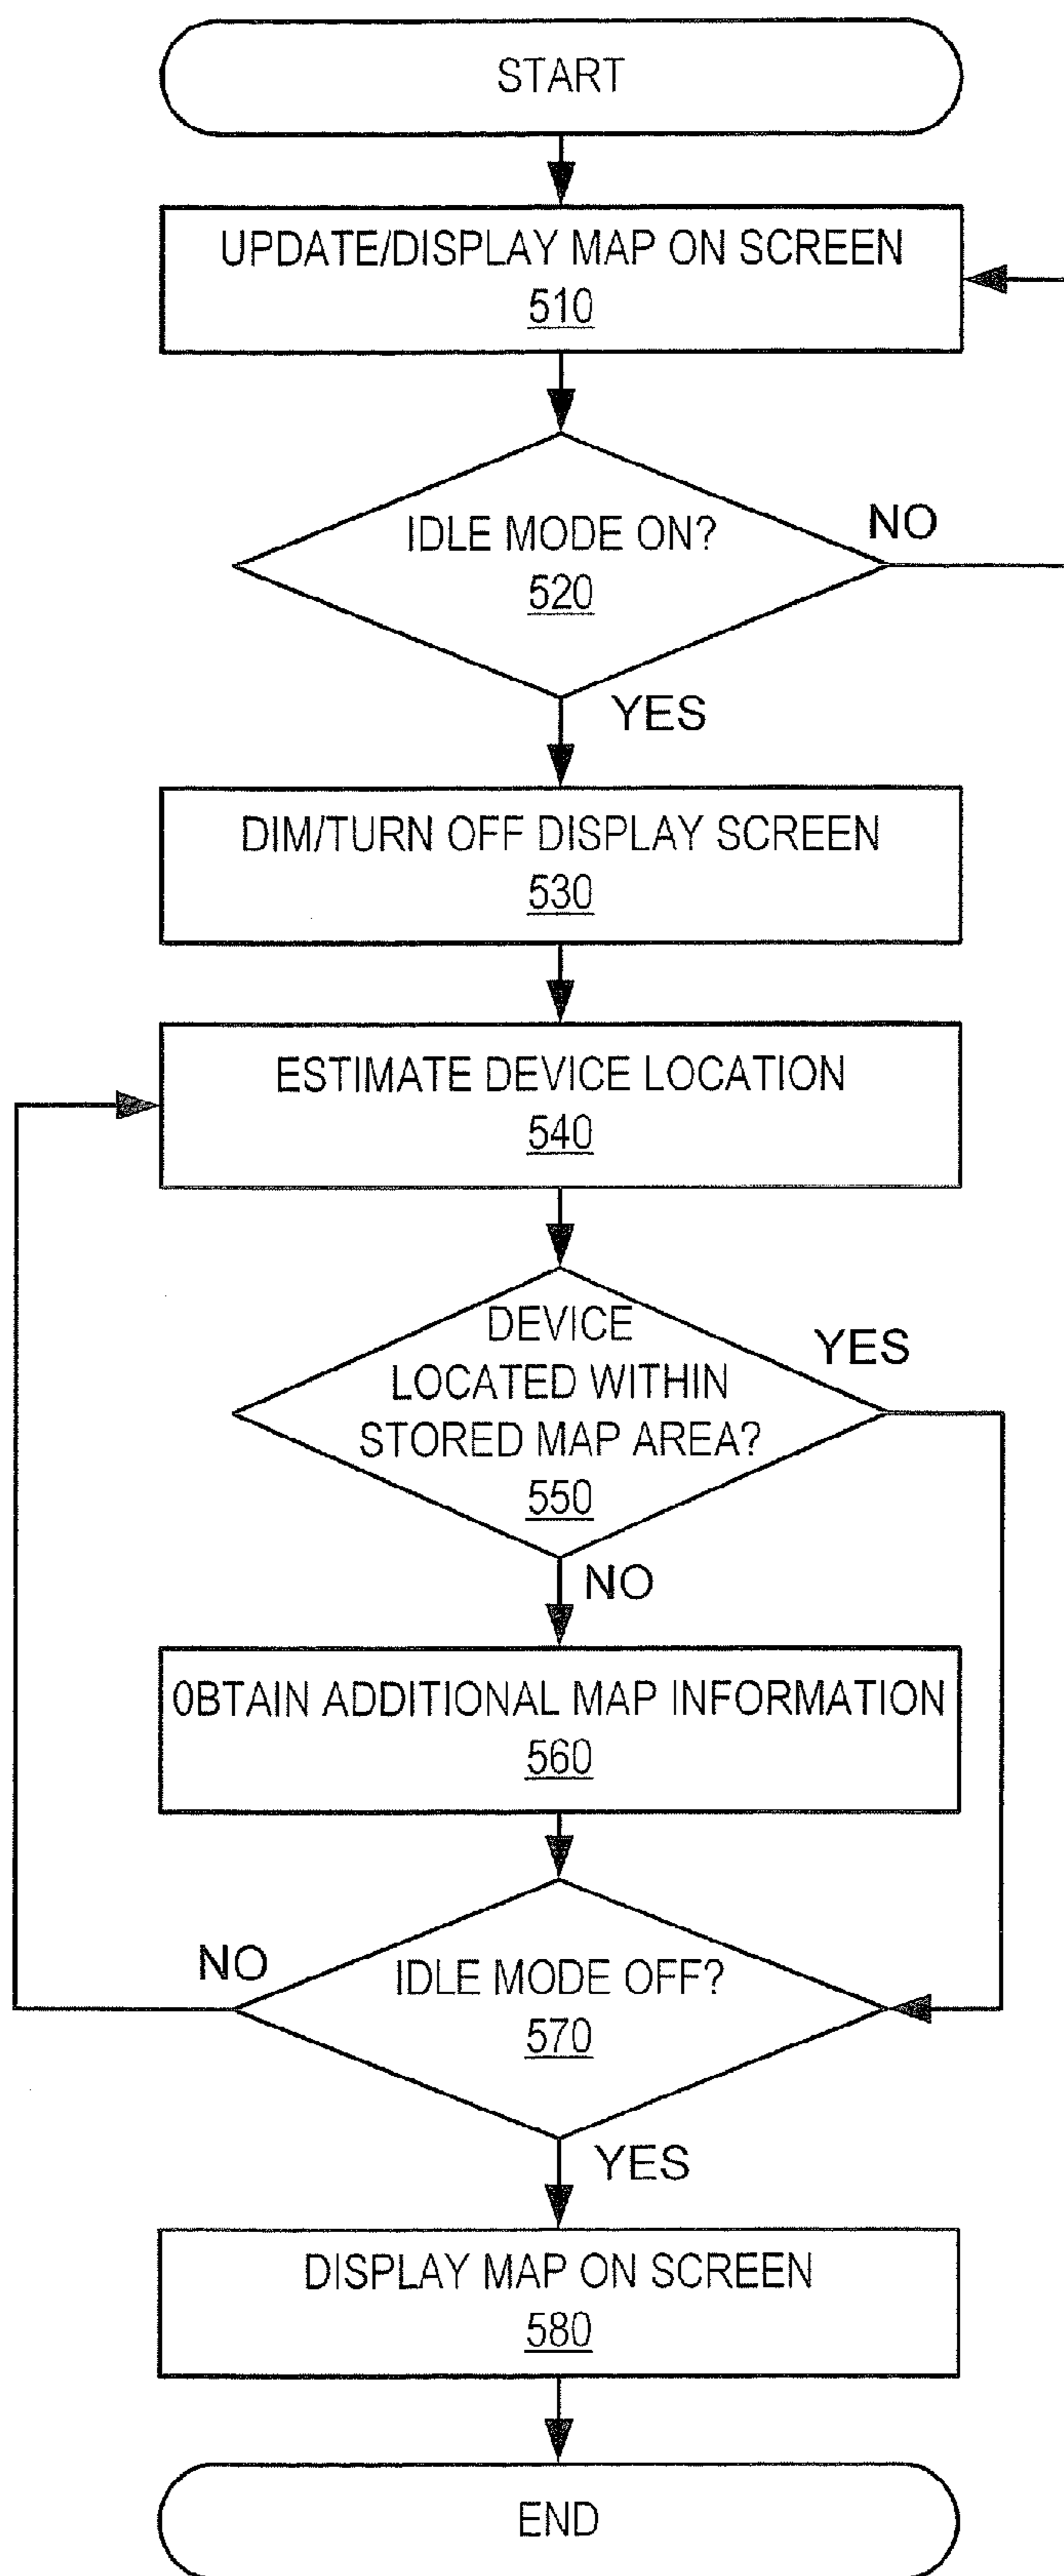 START
UPDATE/DISPLAY MAP ON SCREEN
510
IDLE MODE ON?
520
NO
YES
DIM/TURN OFF DISPLAY SCREEN
530
ESTIMATE DEVICE LOCATION
540
DEVICE
LOCATED WITHIN
STORED MAP AREA?
550
YES
NO
0BTAIN ADDITIONAL MAP INFORMATION
560
NO
IDLE MODE OFF?
570
YES
DISPLAY MAP ON SCREEN
580
END